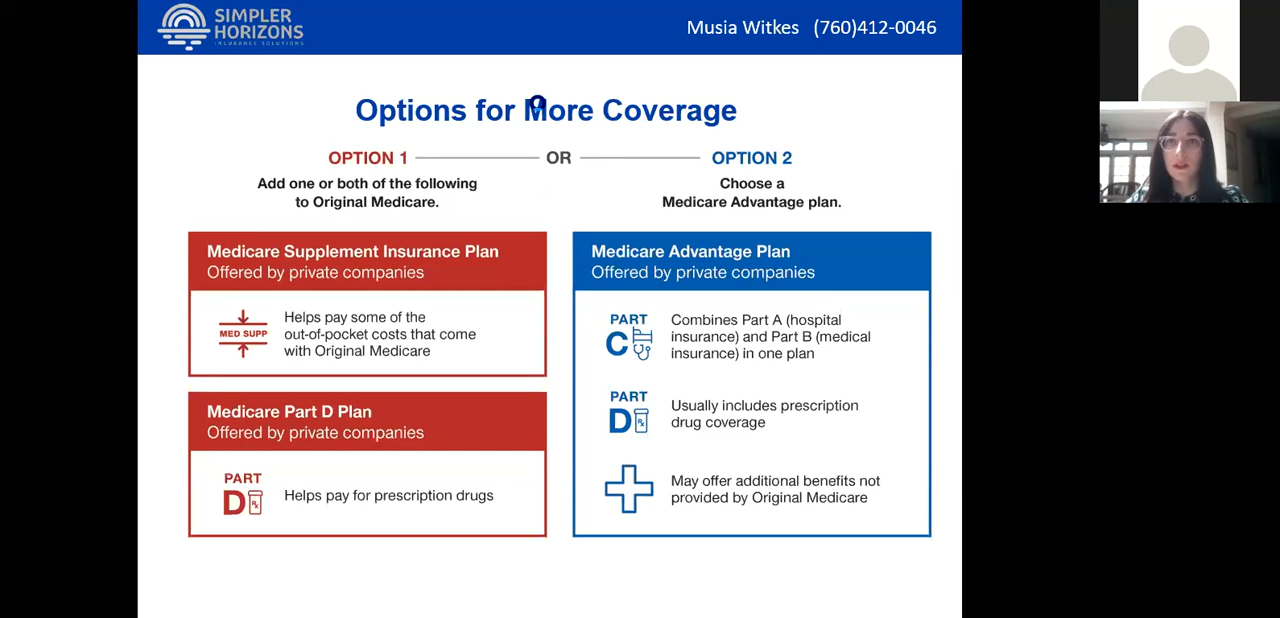 SIMPLER
HORIZONS
INSURANCE SOLUTIONS
Musia Witkes (760)412-0046
Options for More Coverage
OPTION 1
OR
OPTION 2
Add one or both of the following
to Original Medicare.
Choose a
Medicare Advantage plan.
Medicare Supplement Insurance Plan
Offered by private companies
MED SUPP
Helps pay some of the
out-of-pocket costs that come
with Original Medicare
Medicare Part D Plan
Offered by private companies
PART
D
Rx
Helps pay for prescription drugs
Medicare Advantage Plan
Offered by private companies
PART
C
Combines Part A (hospital
insurance) and Part B (medical
insurance) in one plan
PART
D
Rx
Usually includes prescription
drug coverage
May offer additional benefits not
provided by Original Medicare